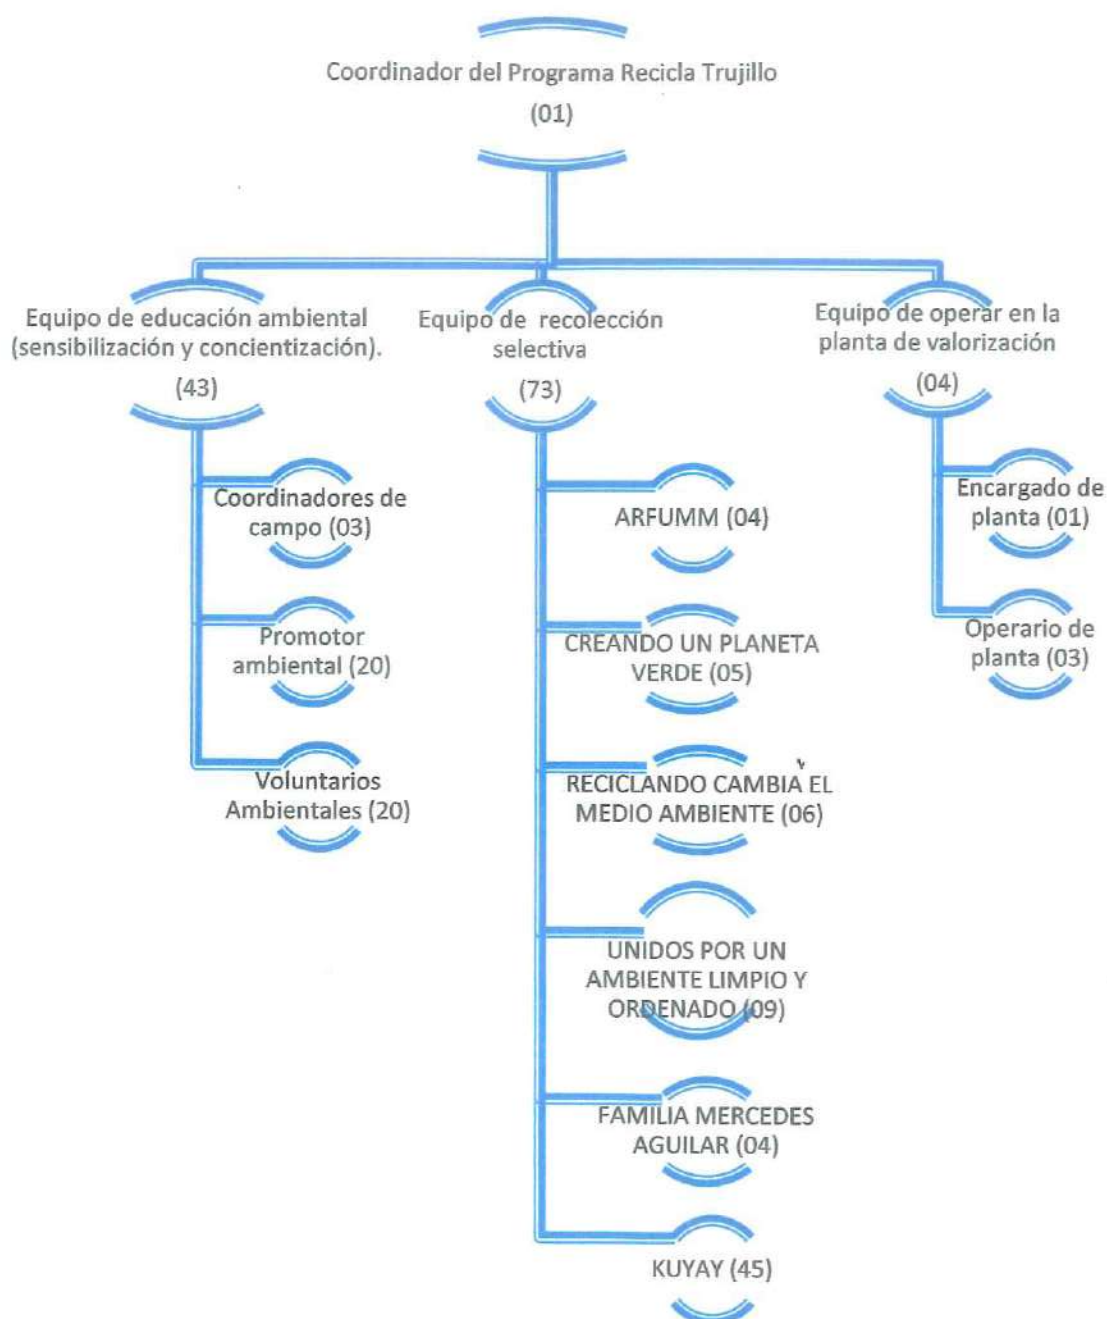 Coordinador del Programa Recicla Trujillo
(01)
Equipo de educación ambiental
(sensibilización y concientización).
(43)
Coordinadores de
campo (03)
Promotor
ambiental (20)
Voluntarios
Ambientales (20)
Equipo de recolección
selectiva
(73)
ARFUMM (04)
CREANDO UN PLANETA
VERDE (05)
RECICLANDO CAMBIA EL
MEDIO AMBIENTE (06)
UNIDOS POR UN
AMBIENTE LIMPIO Y
ORDENADO (09)
FAMILIA MERCEDES
AGUILAR (04)
KUYAY (45)
Equipo de operar en la
planta de valorización
(04)
Encargado de
planta (01)
Operario de
planta (03)